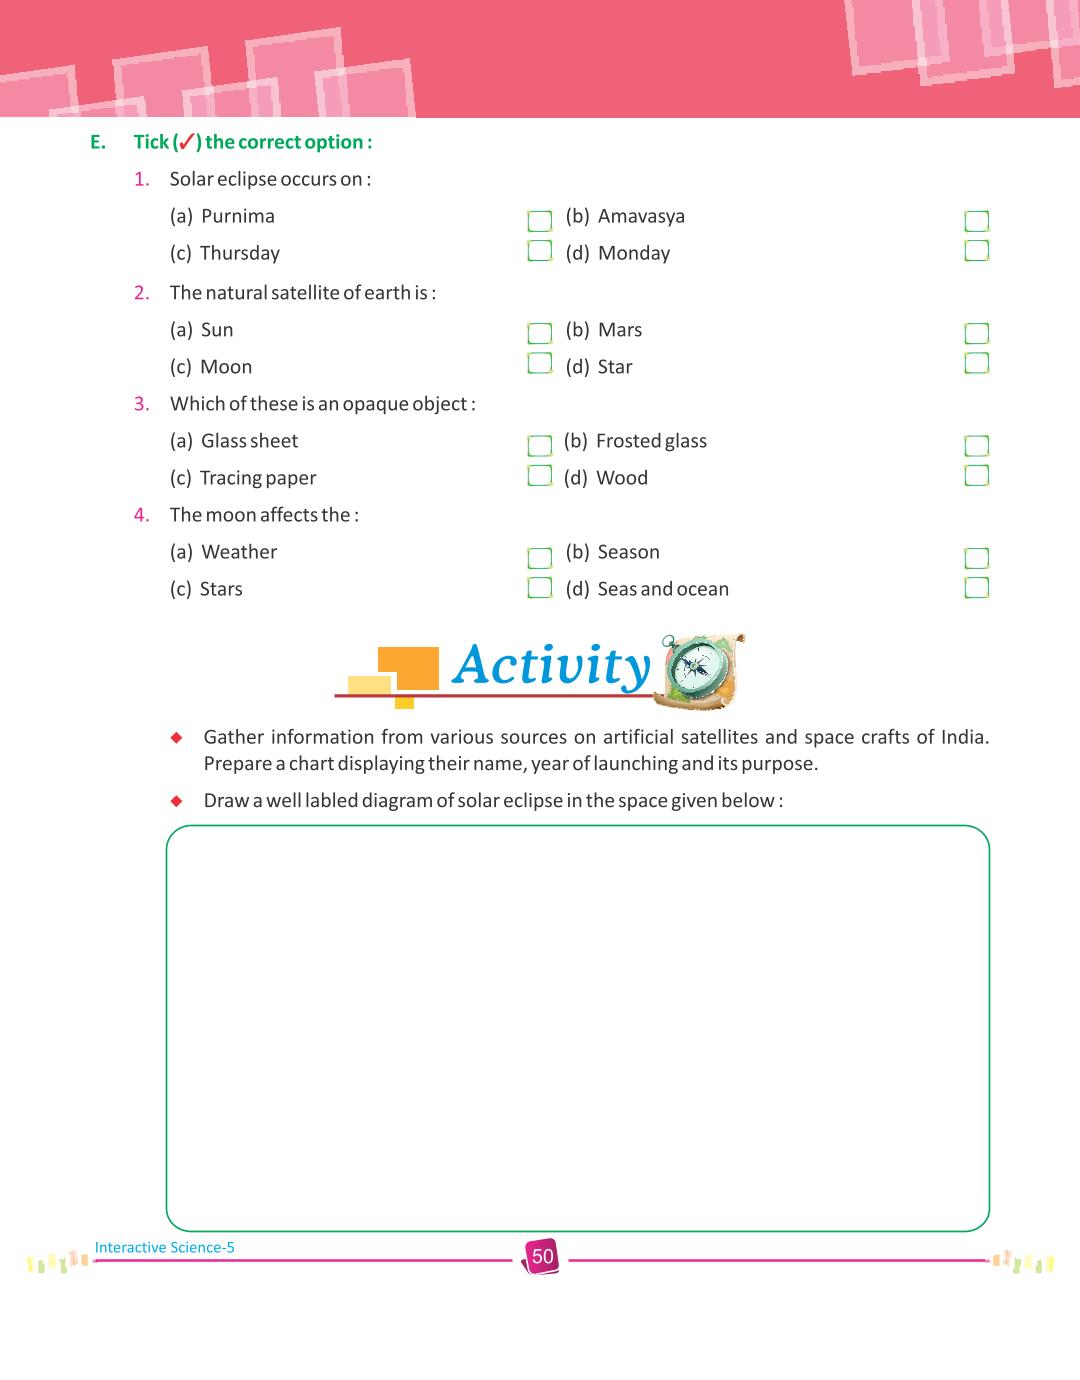 E. Tick (✓) the correct option :
1. Solar eclipse occurs on :
(a) Purnima (b) Amavasya
(c) Thursday (d) Monday
2. The natural satellite of earth is :
(a) Sun (b) Mars
(c) Moon (d) Star
3. Which of these is an opaque object :
(a) Glass sheet (b) Frosted glass
(c) Tracing paper (d) Wood
4. The moon affects the :
(a) Weather (b) Season
(c) Stars (d) Seas and ocean
Activity
◆ Gather information from various sources on artificial satellites and space crafts of India.
Prepare a chart displaying their name, year of launching and its purpose.
◆ Draw a well labled diagram of solar eclipse in the space given below :
Interactive Science-5
50